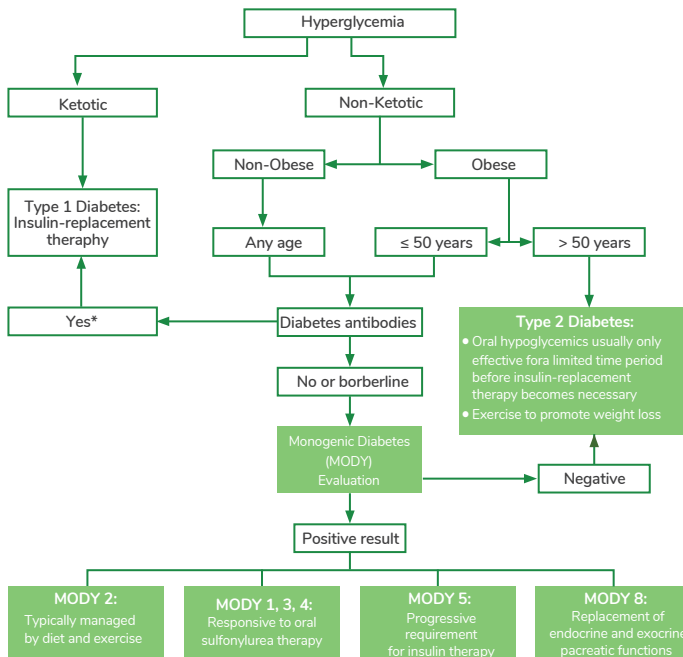 Hyperglycemia
Ketotic
Non-Ketotic
Non-Obese
Obese
Type 1 Diabetes:
Insulin-replacement
theraphy
Any age
≤ 50 years
> 50 years
Yes*
Diabetes antibodies
Type 2 Diabetes:
• Oral hypoglycemics usually only
effective fora limited time period
before insulin-replacement
therapy becomes necessary
• Exercise to promote weight loss
No or borberline
Monogenic Diabetes
(MODY)
Evaluation
Negative
Positive result
MODY 2:
Typically managed
by diet and exercise
MODY 1, 3, 4:
Responsive to oral
sulfonylurea therapy
MODY 5:
Progressive
requirement
for insulin therapy
MODY 8:
Replacement of
endocrine and exocrine
pacreatic functions